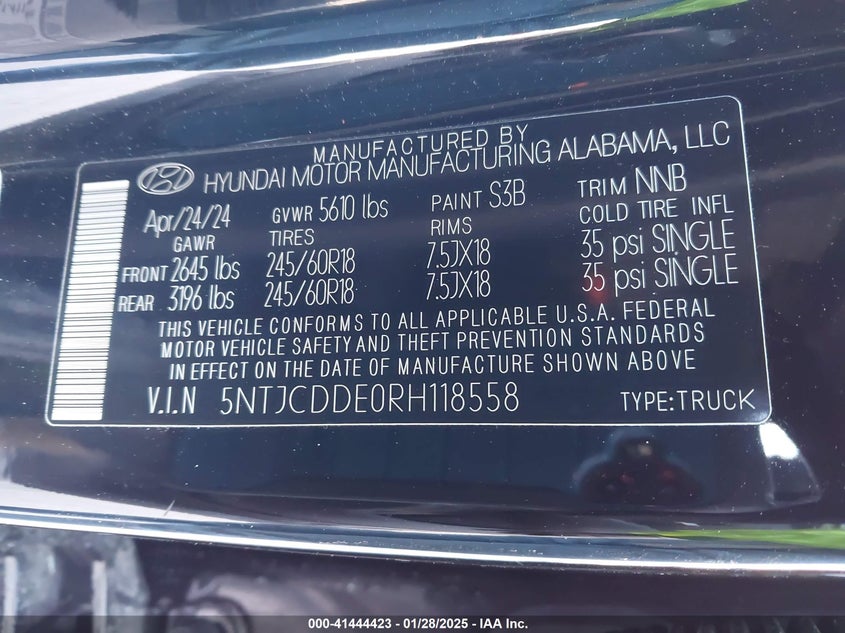 MANUFACTURED BY
HYUNDAI MOTOR MANUFACTURING ALABAMA, LLC
Apr/24/24 GVWR 5610 lbs PAINT S3B TRIM NNB
GAWR TIRES RIMS COLD TIRE INFL
FRONT 2645 lbs 245/60R18 7.5JX18 35 psi SINGLE
REAR 3196 lbs 245/60R18 7.5JX18 35 psi SINGLE
THIS VEHICLE CONFORMS TO ALL APPLICABLE U.S.A. FEDERAL
MOTOR VEHICLE SAFETY AND THEFT PREVENTION STANDARDS
IN EFFECT ON THE DATE OF MANUFACTURE SHOWN ABOVE
V.I.N 5NTJCDDE0RH118558 TYPE:TRUCK
000-41444423 - 01/28/2025 - IAA Inc.